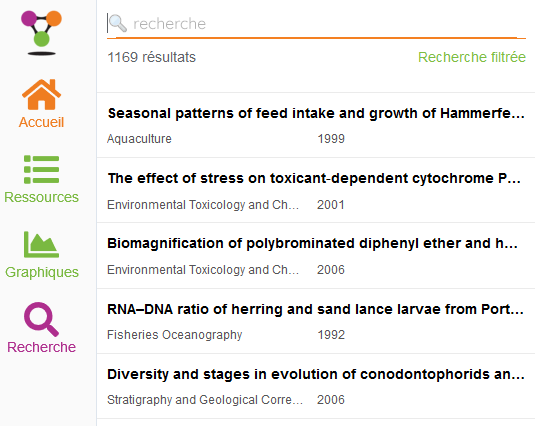 recherche
1169 résultats
Recherche filtrée
Accueil
Ressources
Graphiques
Recherche
Seasonal patterns of feed intake and growth of Hammerfe...
Aquaculture 1999
The effect of stress on toxicant-dependent cytochrome P...
Environmental Toxicology and Ch... 2001
Biomagnification of polybrominated diphenyl ether and h...
Environmental Toxicology and Ch... 2006
RNA–DNA ratio of herring and sand lance larvae from Port...
Fisheries Oceanography 1992
Diversity and stages in evolution of conodontophorids an...
Stratigraphy and Geological Corre... 2006